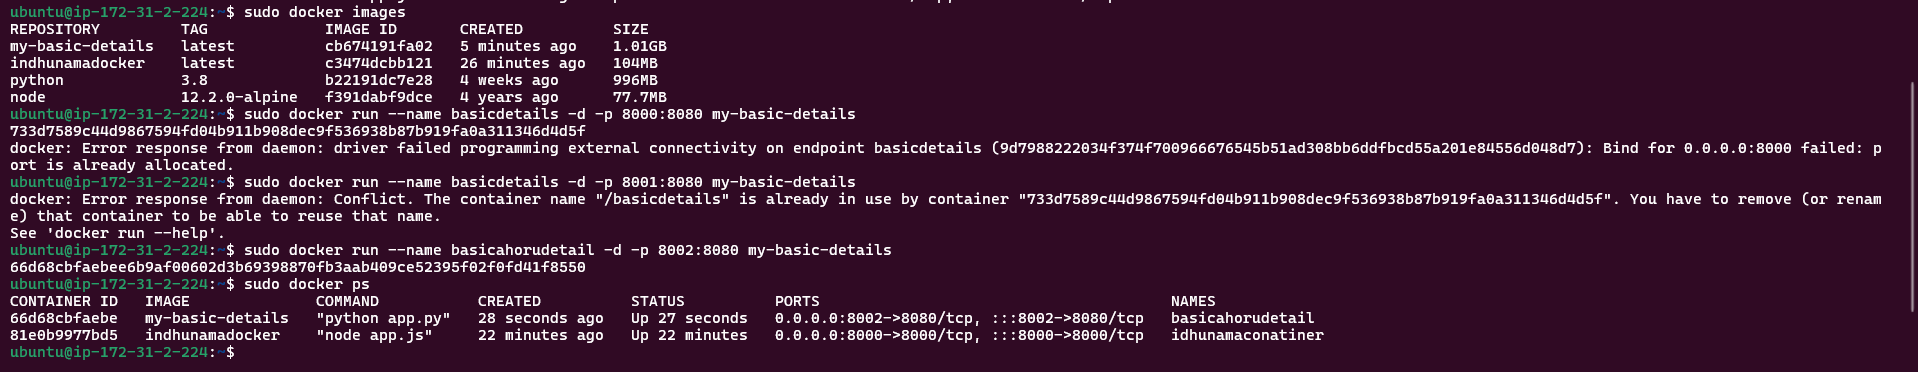 ubuntu@ip-172-31-2-224:~$ sudo docker images
REPOSITORY         TAG             IMAGE ID       CREATED          SIZE
my-basic-details   latest          cb674191fa02   5 minutes ago    1.01GB
indhunamadocker    latest          c3474dcbb121   26 minutes ago   104MB
python             3.8             b22191dc7e28   4 weeks ago      996MB
node               12.2.0-alpine   f391dabf9dce   4 years ago      77.7MB
ubuntu@ip-172-31-2-224:~$ sudo docker run --name basicdetails -d -p 8000:8080 my-basic-details
733d7589c44d9867594fd04b911b908dec9f536938b87b919fa0a311346d4d5f
docker: Error response from daemon: driver failed programming external connectivity on endpoint basicdetails (9d7988222034f374f700966676545b51ad308bb6ddfbcd55a201e84556d048d7): Bind for 0.0.0.0:8000 failed: p
ort is already allocated.
ubuntu@ip-172-31-2-224:~$ sudo docker run --name basicdetails -d -p 8001:8080 my-basic-details
docker: Error response from daemon: Conflict. The container name "/basicdetails" is already in use by container "733d7589c44d9867594fd04b911b908dec9f536938b87b919fa0a311346d4d5f". You have to remove (or renam
e) that container to be able to reuse that name.
See 'docker run --help'.
ubuntu@ip-172-31-2-224:~$ sudo docker run --name basicahorudetail -d -p 8002:8080 my-basic-details
66d68cbfaebee6b9af00602d3b69398870fb3aab409ce52395f02f0fd41f8550
ubuntu@ip-172-31-2-224:~$ sudo docker ps
CONTAINER ID   IMAGE              COMMAND           CREATED          STATUS          PORTS                                       NAMES
66d68cbfaebe   my-basic-details   "python app.py"   28 seconds ago   Up 27 seconds   0.0.0.0:8002->8080/tcp, :::8002->8080/tcp   basicahorudetail
81e0b9977bd5   indhunamadocker    "node app.js"     22 minutes ago   Up 22 minutes   0.0.0.0:8000->8000/tcp, :::8000->8000/tcp   idhunamaconatiner
ubuntu@ip-172-31-2-224:~$